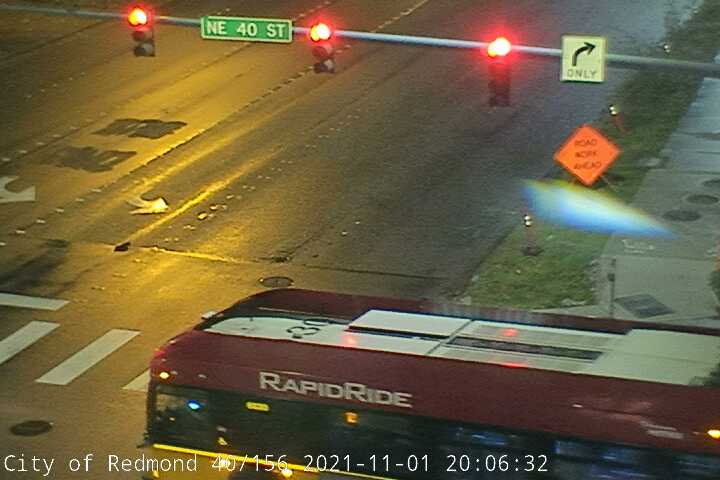 NE 40 ST
ONLY
ROAD
WORK
AHEAD
RAPIDRIDE
City of Redmond 40/156 2021-11-01 20:06:32